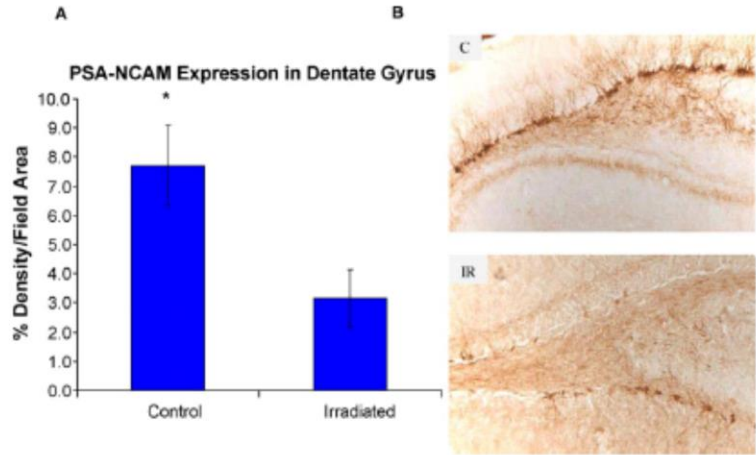 A
B
PSA-NCAM Expression in Dentate Gyrus
*
% Density/Field Area
10.0
9.0
8.0
7.0
6.0
5.0
4.0
3.0
2.0
1.0
0.0
Control
Irradiated
C
IR